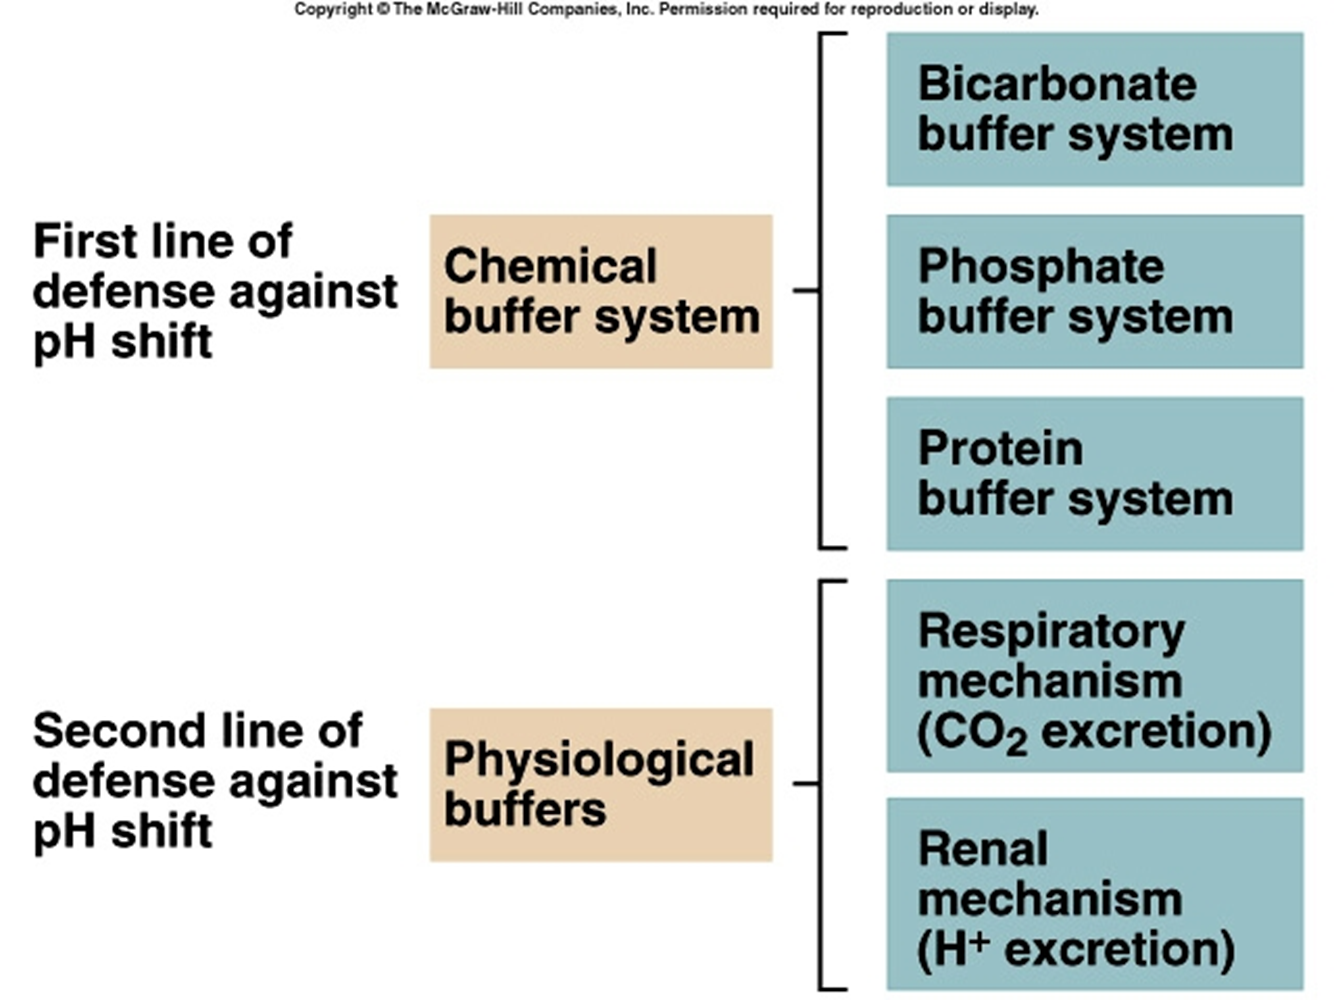 Copyright © The McGraw-Hill Companies, Inc. Permission required for reproduction or display.
First line of
defense against
pH shift
Chemical
buffer system
Bicarbonate
buffer system
Phosphate
buffer system
Protein
buffer system
Second line of
defense against
pH shift
Physiological
buffers
Respiratory
mechanism
(CO₂ excretion)
Renal
mechanism
(H⁺ excretion)